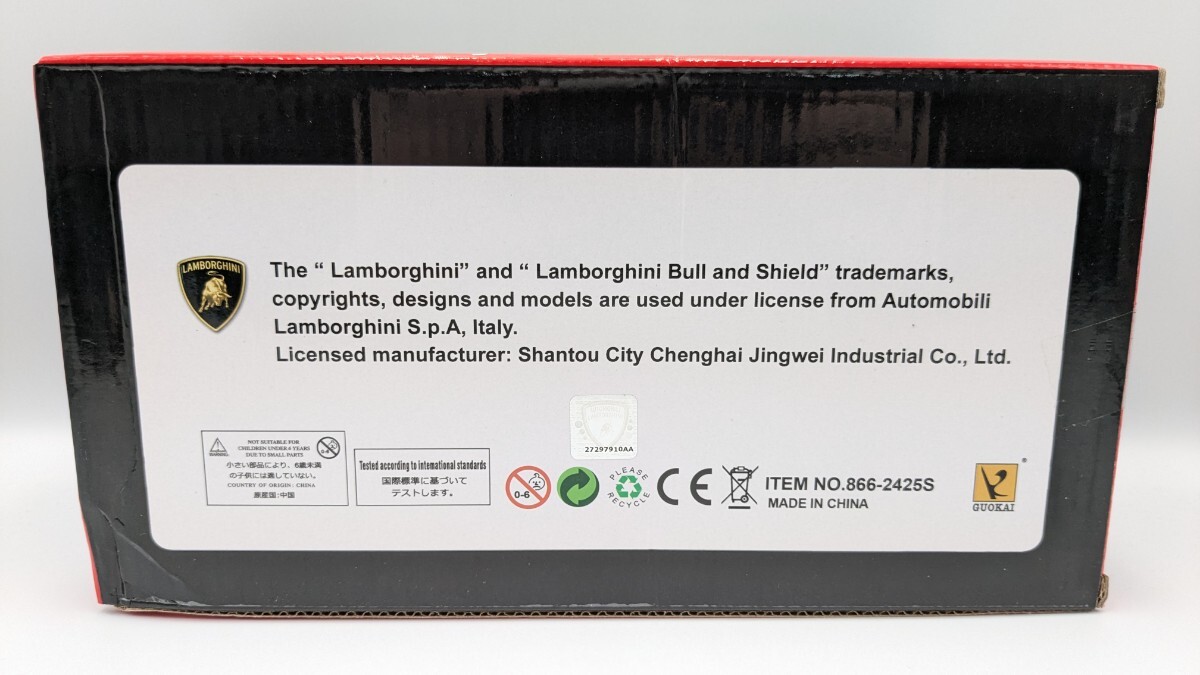 LAMBORGHINI
The “ Lamborghini” and “ Lamborghini Bull and Shield” trademarks,
copyrights, designs and models are used under license from Automobili
Lamborghini S.p.A, Italy.
Licensed manufacturer: Shantou City Chenghai Jingwei Industrial Co., Ltd.
27297910AA
WARNING
NOT SUITABLE FOR
CHILDREN UNDER 6 YEARS
DUE TO SMALL PARTS
小さい部品により、6歳未満
の子供には適していない。
COUNTRY OF ORIGIN: CHINA
原産国:中国
Tested according to international standards
国際標準に基づいて
テストします。
0-6
PLEASE
RECYCLE
CE
ITEM NO.866-2425S
MADE IN CHINA
GUOKAI
®